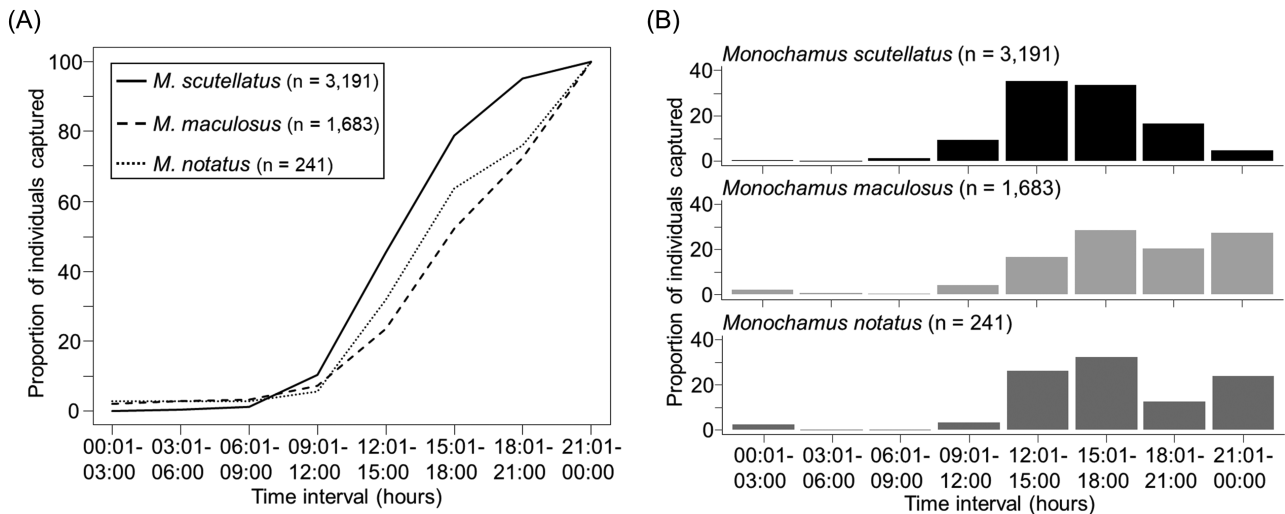 (A)
Proportion of individuals captured
100
80
60
40
20
0
M. scutellatus (n = 3,191)
M. maculosus (n = 1,683)
M. notatus (n = 241)
00:01- 03:01- 06:01- 09:01- 12:01- 15:01- 18:01- 21:01-
03:00 06:00 09:00 12:00 15:00 18:00 21:00 00:00
Time interval (hours)
(B)
Proportion of individuals captured
Monochamus scutellatus (n = 3,191)
40
20
0
Monochamus maculosus (n = 1,683)
40
20
0
Monochamus notatus (n = 241)
40
20
0
00:01- 03:01- 06:01- 09:01- 12:01- 15:01- 18:01- 21:01-
03:00 06:00 09:00 12:00 15:00 18:00 21:00 00:00
Time interval (hours)